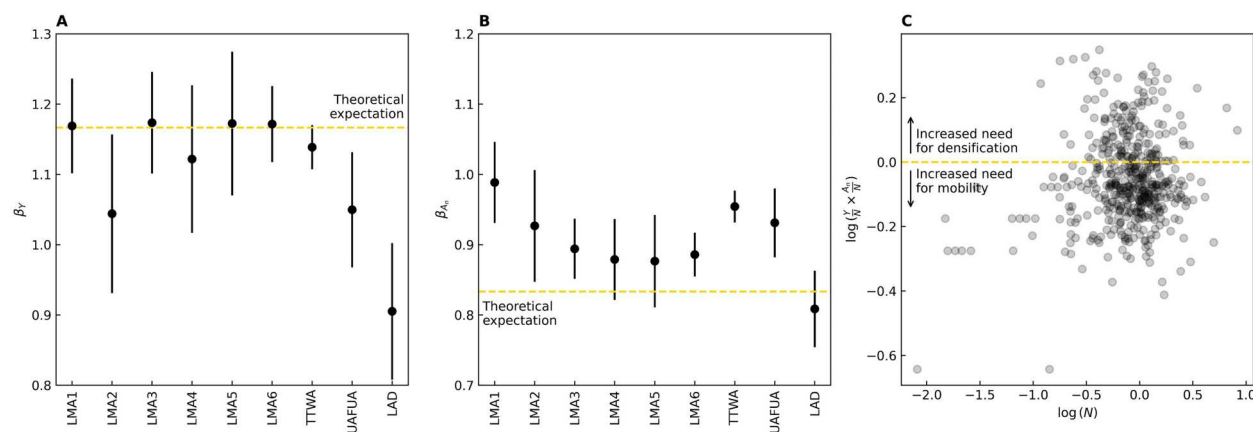 A
B
C
1.3
1.2
1.1
1.0
0.9
0.8
β_Y
Theoretical
expectation
LMA1
LMA2
LMA3
LMA4
LMA5
LMA6
TTWA
UAFUA
LAD
1.2
1.1
1.0
0.9
0.8
0.7
β_{A_n}
Theoretical
expectation
LMA1
LMA2
LMA3
LMA4
LMA5
LMA6
TTWA
UAFUA
LAD
0.2
0.0
−0.2
−0.4
−0.6
log(Y/N × A_n/N)
Increased need
for densification
Increased need
for mobility
−2.0 −1.5 −1.0 −0.5 0.0 0.5 1.0
log(N)